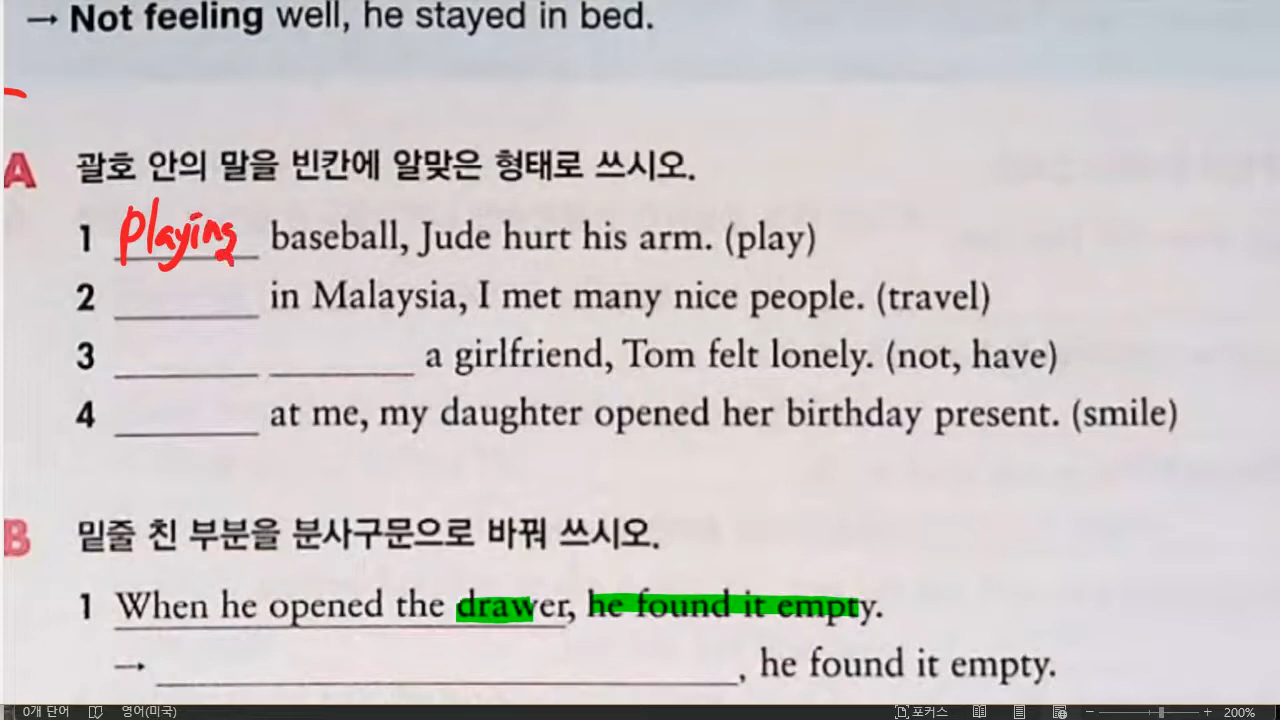 → Not feeling well, he stayed in bed.
A 괄호 안의 말을 빈칸에 알맞은 형태로 쓰시오.
1 Playing baseball, Jude hurt his arm. (play)
2 in Malaysia, I met many nice people. (travel)
3 a girlfriend, Tom felt lonely. (not, have)
4 at me, my daughter opened her birthday present. (smile)
B 밑줄 친 부분을 분사구문으로 바꿔 쓰시오.
1 When he opened the drawer, he found it empty.
→ , he found it empty.
0개 단어 영어(미국) 포커스 200%